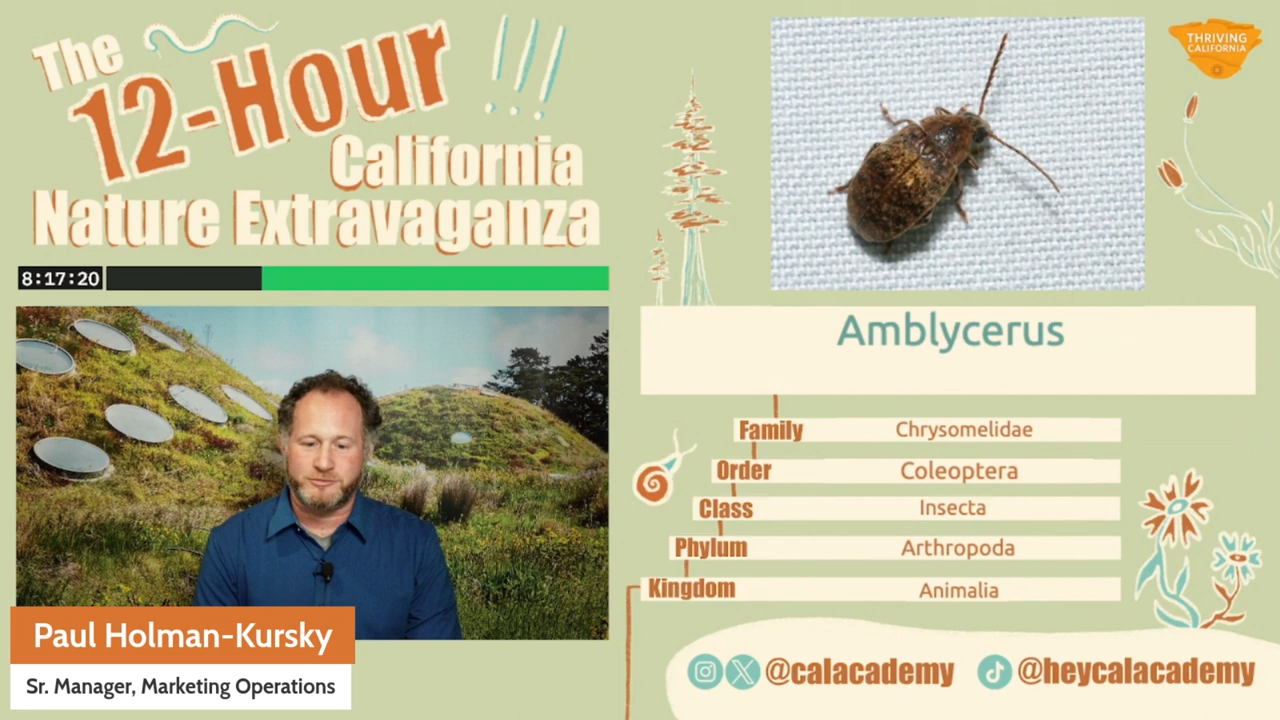 The
12-Hour
!!!
California
Nature Extravaganza
8:17:20
Paul Holman-Kursky
Sr. Manager, Marketing Operations
THRIVING
CALIFORNIA
Amblycerus
Family Chrysomelidae
Order Coleoptera
Class Insecta
Phylum Arthropoda
Kingdom Animalia
@calacademy @heycalacademy